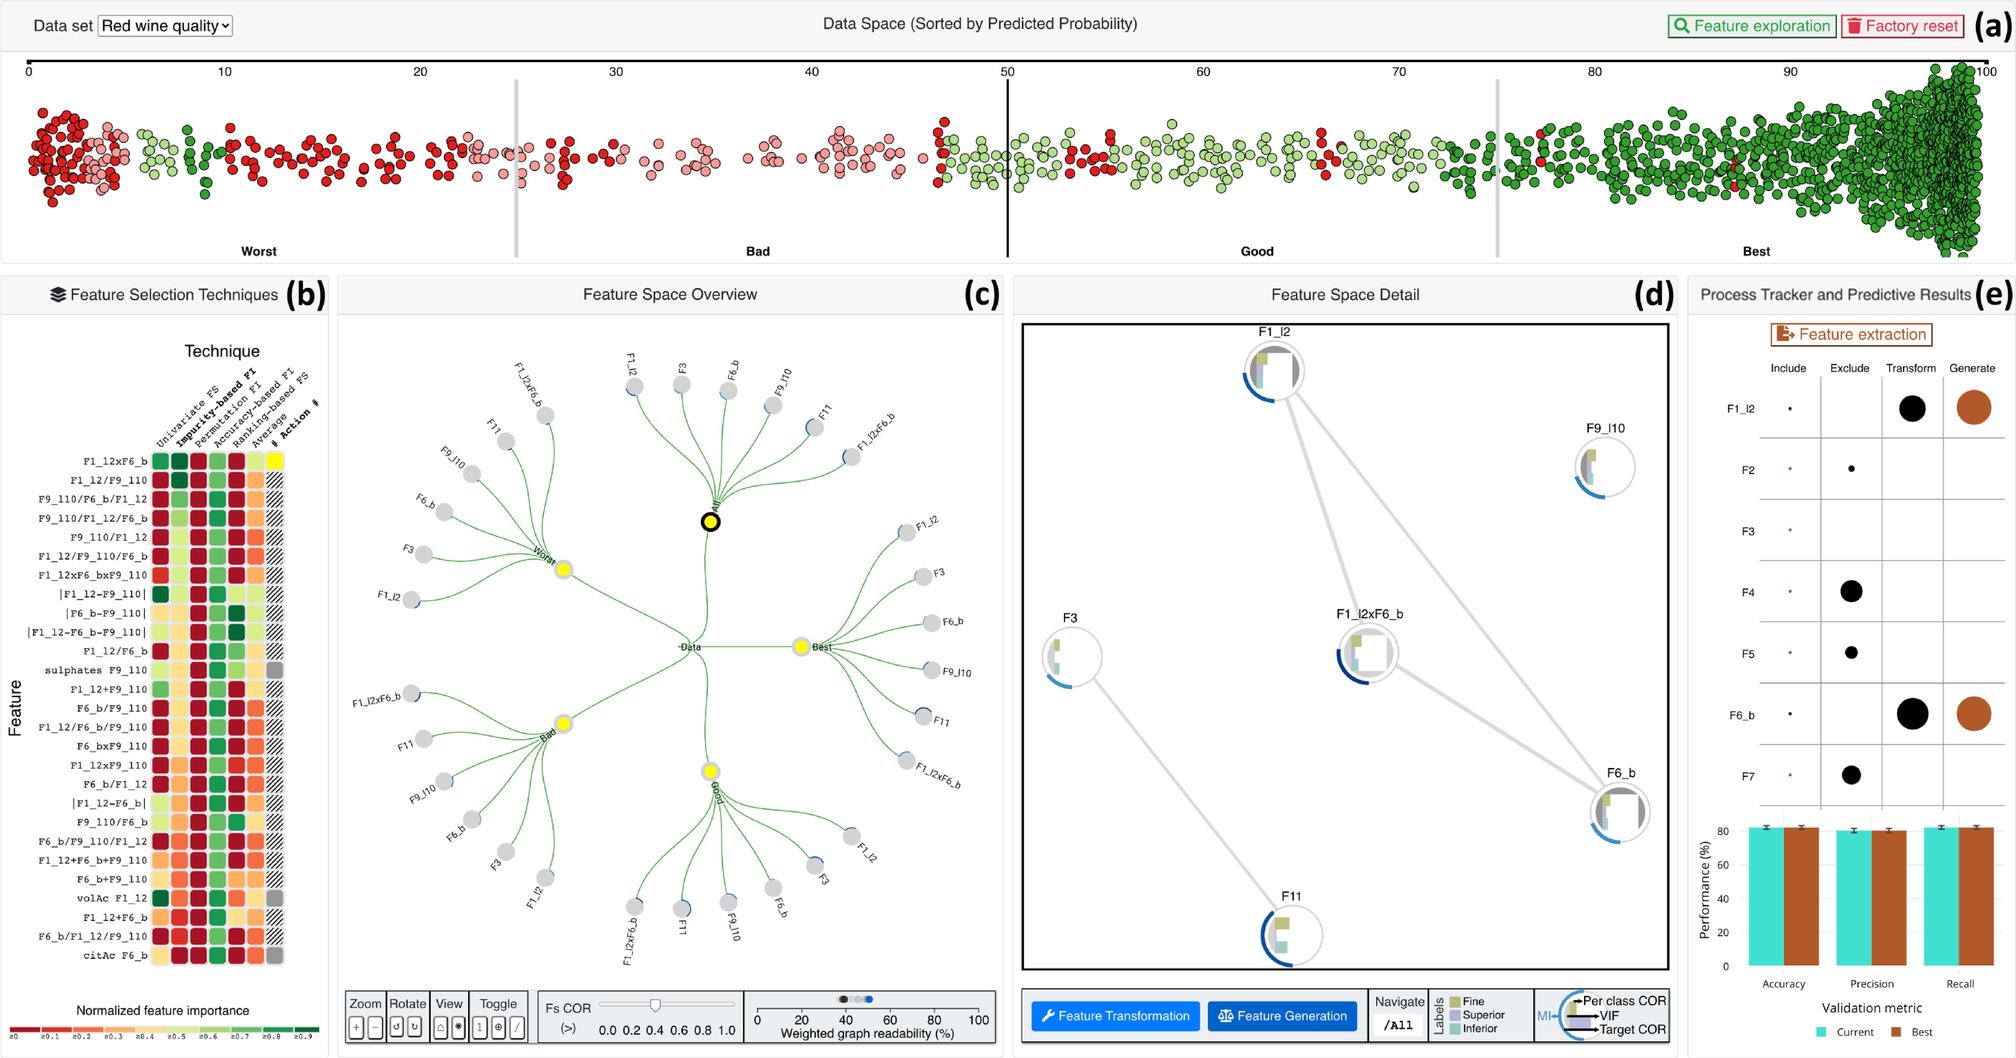 Data set Red wine quality
Data Space (Sorted by Predicted Probability)
Feature exploration
Factory reset
(a)
0 10 20 30 40 50 60 70 80 90 100
Worst Bad Good Best
Feature Selection Techniques (b)
Technique
Univariate FS
Impurity-based FI
Permutation FI
Accuracy-based FI
Ranking-based FS
Average
# Action #
Feature
F1_12xF6_b
F1_12/F9_110
F9_110/F6_b/F1_12
F9_110/F1_12/F6_b
F9_110/F1_12
F1_12/F9_110/F6_b
F1_12xF6_bxF9_110
|F1_12-F9_110|
|F6_b-F9_110|
|F1_12-F6_b-F9_110|
F1_12/F6_b
sulphates F9_110
F1_12+F9_110
F6_b/F9_110
F1_12/F6_b/F9_110
F6_bxF9_110
F1_12xF9_110
F6_b/F1_12
|F1_12-F6_b|
F9_110/F6_b
F6_b/F9_110/F1_12
F1_12+F6_b+F9_110
F6_b+F9_110
volAc F1_12
F1_12+F6_b
F6_b/F1_12/F9_110
citAc F6_b
Normalized feature importance
≥0 ≥0.1 ≥0.2 ≥0.3 ≥0.4 ≥0.5 ≥0.6 ≥0.7 ≥0.8 ≥0.9
Feature Space Overview (c)
F1_l2
F3
F6_b
F9_l10
F11
F1_l2xF6_b
All
F1_l2xF6_b
F11
F9_l10
F6_b
F3
F1_l2
Worst
F1_l2
F3
F6_b
F9_l10
F11
F1_l2xF6_b
Best
Data
F1_l2xF6_b
F11
F9_l10
F6_b
F3
F1_l2
Bad
F1_l2
F3
F6_b
F9_l10
F11
F1_l2xF6_b
Good
Zoom Rotate View Toggle
+ − ↺ ↻ 1 /
Fs COR
(>)
0.0 0.2 0.4 0.6 0.8 1.0
0 20 40 60 80 100
Weighted graph readability (%)
Feature Space Detail (d)
F1_l2
F9_l10
F3
F1_l2xF6_b
F6_b
F11
Feature Transformation
Feature Generation
Navigate
/All
Labels
Fine
Superior
Inferior
MI
Per class COR
VIF
Target COR
Process Tracker and Predictive Results (e)
Feature extraction
Include Exclude Transform Generate
F1_l2
F2
F3
F4
F5
F6_b
F7
Performance (%)
80
60
40
20
0
Accuracy Precision Recall
Validation metric
Current Best